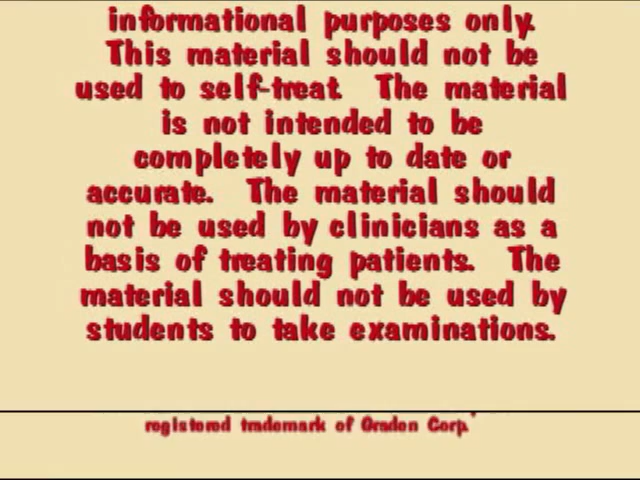 informational purposes only.
This material should not be
used to self-treat. The material
is not intended to be
completely up to date or
accurate. The material should
not be used by clinicians as a
basis of treating patients. The
material should not be used by
students to take examinations.
registered trademark of Corp.